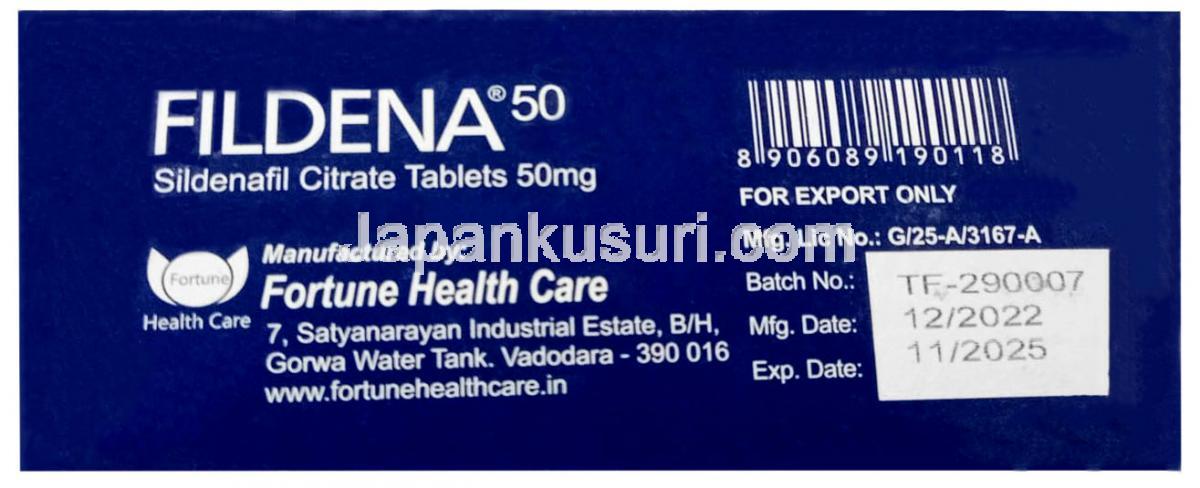 FILDENA® 50
Sildenafil Citrate Tablets 50mg
Fortune
Health Care
Manufactured by:
Fortune Health Care
7, Satyanarayan Industrial Estate, B/H,
Gorwa Water Tank. Vadodara - 390 016
www.fortunehealthcare.in
8 906089 190118
FOR EXPORT ONLY
Mfg. Lic No.: G/25-A/3167-A
Batch No.: TF-290007
Mfg. Date: 12/2022
Exp. Date: 11/2025
Japankusuri.com